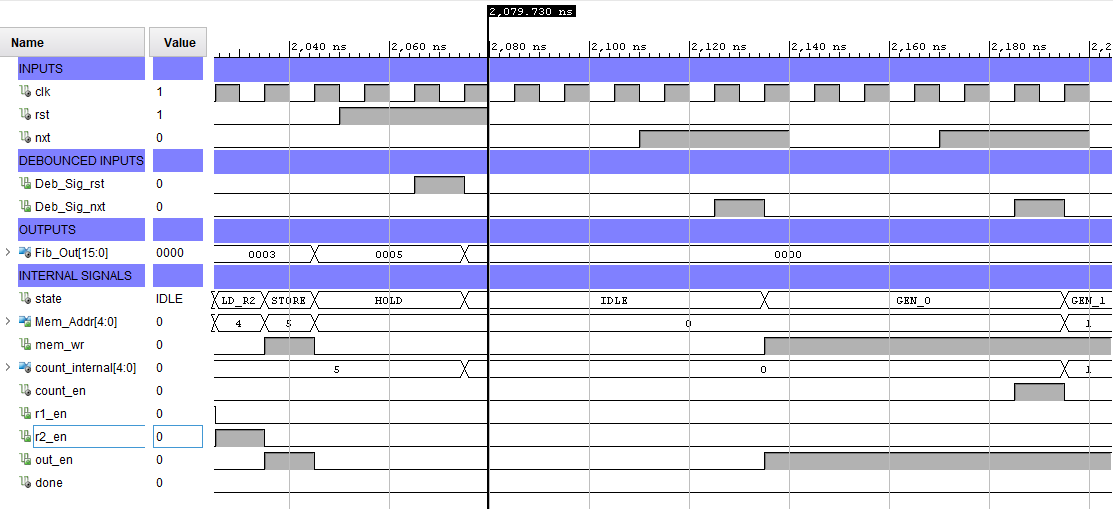 2,079.730 ns
Name Value 2,040 ns 2,060 ns 2,080 ns 2,100 ns 2,120 ns 2,140 ns 2,160 ns 2,180 ns 2,2
INPUTS
clk 1
rst 1
nxt 0
DEBOUNCED INPUTS
Deb_Sig_rst 0
Deb_Sig_nxt 0
OUTPUTS
Fib_Out[15:0] 0000 0003 0005 0000
INTERNAL SIGNALS
state IDLE LD_R2 STORE HOLD IDLE GEN_0 GEN_1
Mem_Addr[4:0] 0 4 5 0 1
mem_wr 0
count_internal[4:0] 0 5 0 1
count_en 0
r1_en 0
r2_en 0
out_en 0
done 0